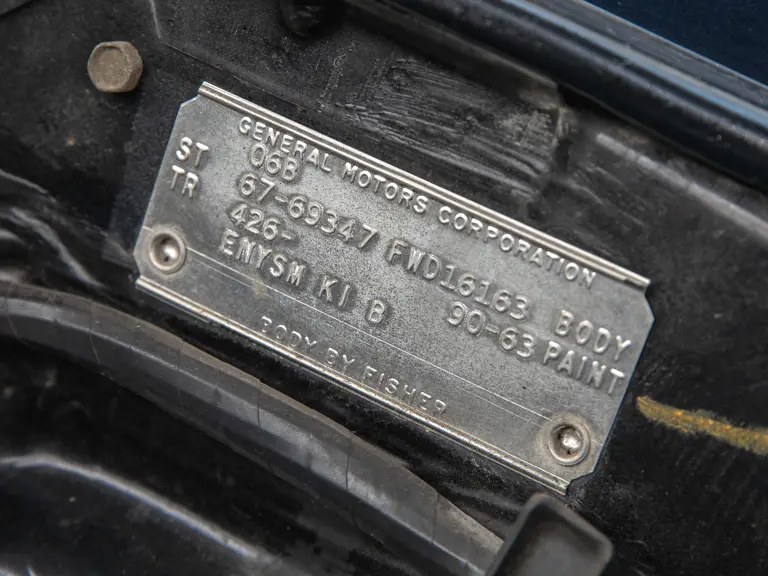 GENERAL MOTORS CORPORATION
06B
ST 67-69347 FWD16163 BODY
TR 426- 90-63 PAINT
ENYSM KI B
BODY BY FISHER